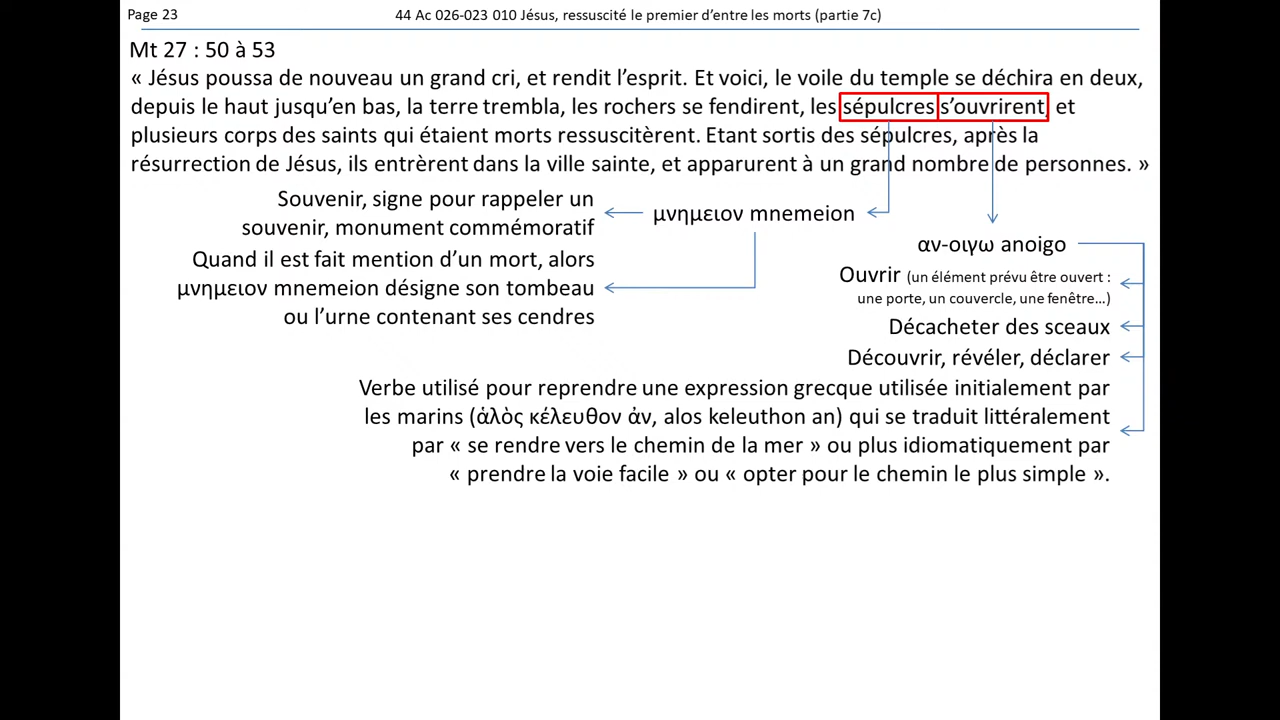 Page 23
44 Ac 026-023 010 Jésus, ressuscité le premier d’entre les morts (partie 7c)
Mt 27 : 50 à 53
« Jésus poussa de nouveau un grand cri, et rendit l’esprit. Et voici, le voile du temple se déchira en deux,
depuis le haut jusqu’en bas, la terre trembla, les rochers se fendirent, les sépulcres s’ouvrirent, et
plusieurs corps des saints qui étaient morts ressuscitèrent. Etant sortis des sépulcres, après la
résurrection de Jésus, ils entrèrent dans la ville sainte, et apparurent à un grand nombre de personnes. »
Souvenir, signe pour rappeler un
souvenir, monument commémoratif
μνημειον mnemeion
Quand il est fait mention d’un mort, alors
μνημειον mnemeion désigne son tombeau
ou l’urne contenant ses cendres
αν-οιγω anoigo
Ouvrir (un élément prévu être ouvert :
une porte, un couvercle, une fenêtre…)
Décacheter des sceaux
Découvrir, révéler, déclarer
Verbe utilisé pour reprendre une expression grecque utilisée initialement par
les marins (ἁλὸς κέλευθον ἀν, alos keleuthon an) qui se traduit littéralement
par « se rendre vers le chemin de la mer » ou plus idiomatiquement par
« prendre la voie facile » ou « opter pour le chemin le plus simple ».